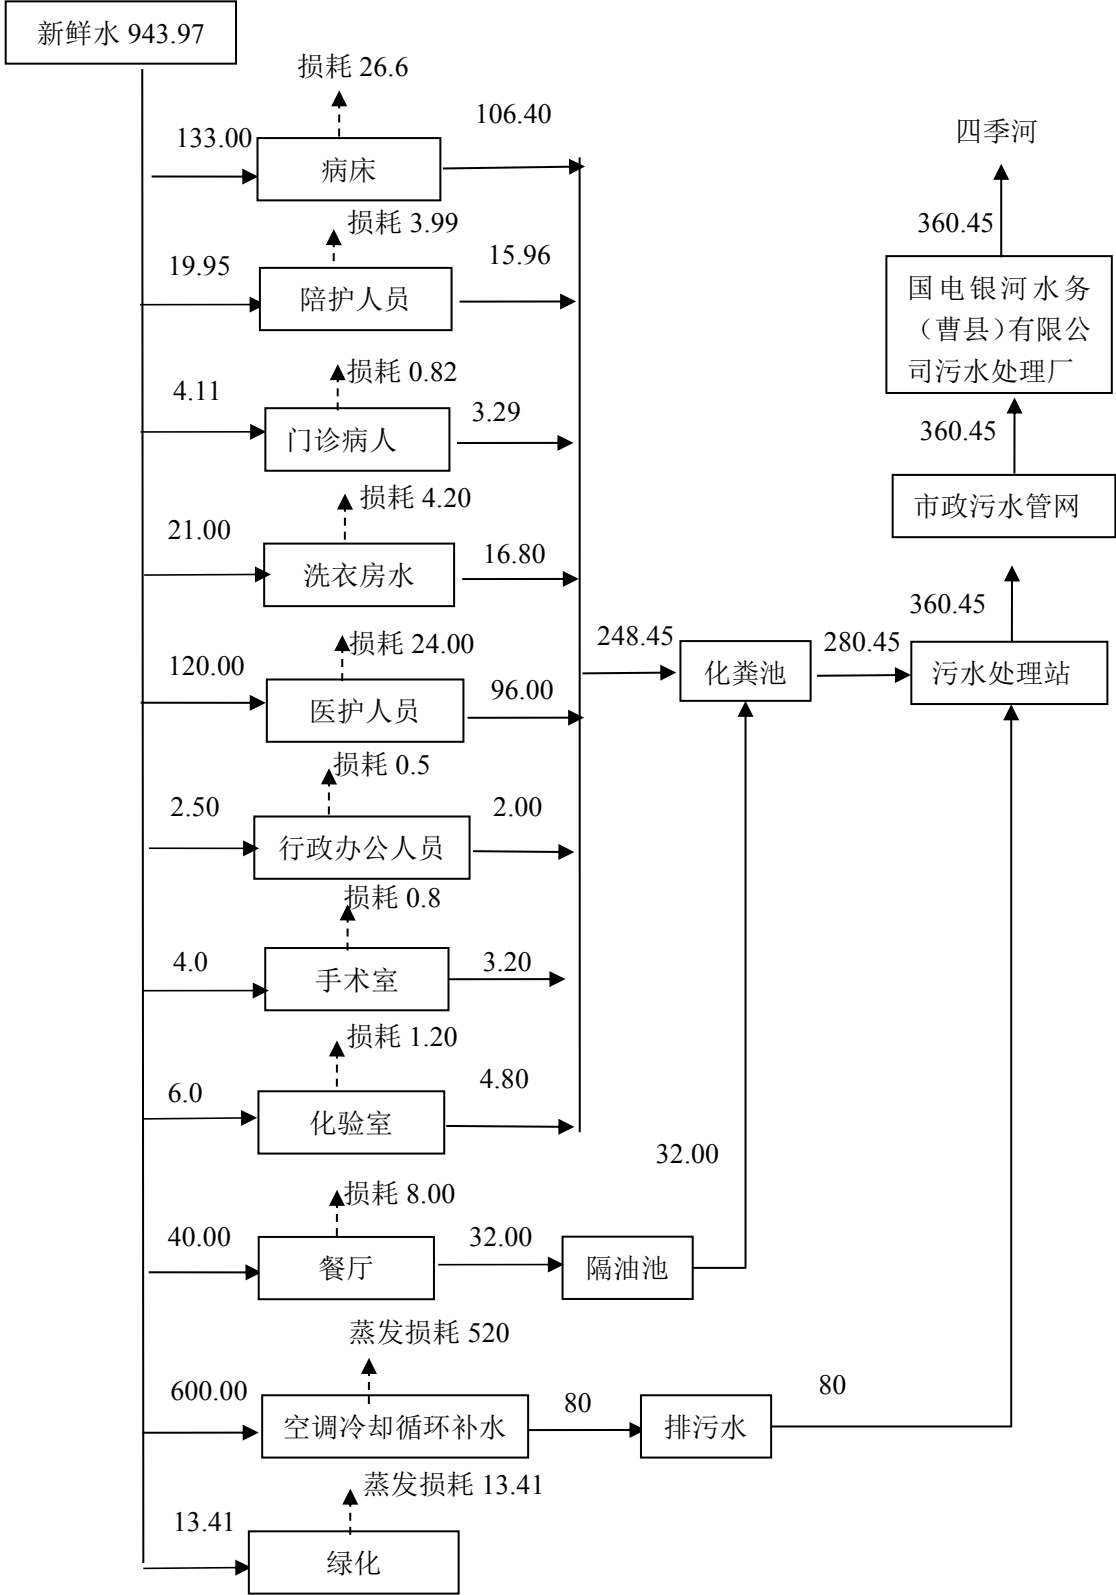 新鲜水 943.97
损耗 26.6
133.00
病床
106.40
损耗 3.99
19.95
陪护人员
15.96
损耗 0.82
4.11
门诊病人
3.29
损耗 4.20
21.00
洗衣房水
16.80
损耗 24.00
120.00
医护人员
96.00
损耗 0.5
2.50
行政办公人员
2.00
损耗 0.8
4.0
手术室
3.20
损耗 1.20
6.0
化验室
4.80
损耗 8.00
40.00
餐厅
32.00
隔油池
32.00
蒸发损耗 520
600.00
空调冷却循环补水
80
排污水
80
蒸发损耗 13.41
13.41
绿化
248.45
化粪池
280.45
污水处理站
360.45
市政污水管网
360.45
国电银河水务
（曹县）有限公
司污水处理厂
360.45
四季河